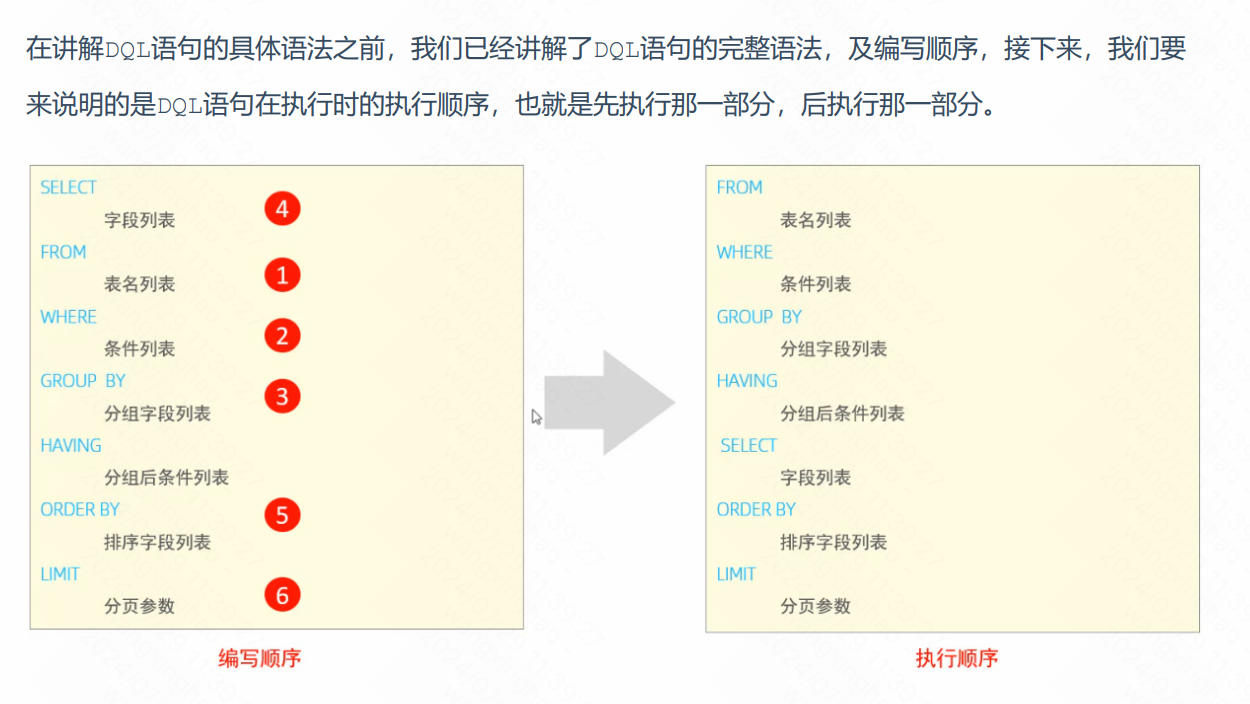 在讲解DQL语句的具体语法之前，我们已经讲解了DQL语句的完整语法，及编写顺序，接下来，我们要
来说明的是DQL语句在执行时的执行顺序，也就是先执行那一部分，后执行那一部分。
SELECT
字段列表
4
FROM
表名列表
1
WHERE
条件列表
2
GROUP BY
分组字段列表
3
HAVING
分组后条件列表
ORDER BY
排序字段列表
5
LIMIT
分页参数
6
编写顺序
FROM
表名列表
WHERE
条件列表
GROUP BY
分组字段列表
HAVING
分组后条件列表
SELECT
字段列表
ORDER BY
排序字段列表
LIMIT
分页参数
执行顺序